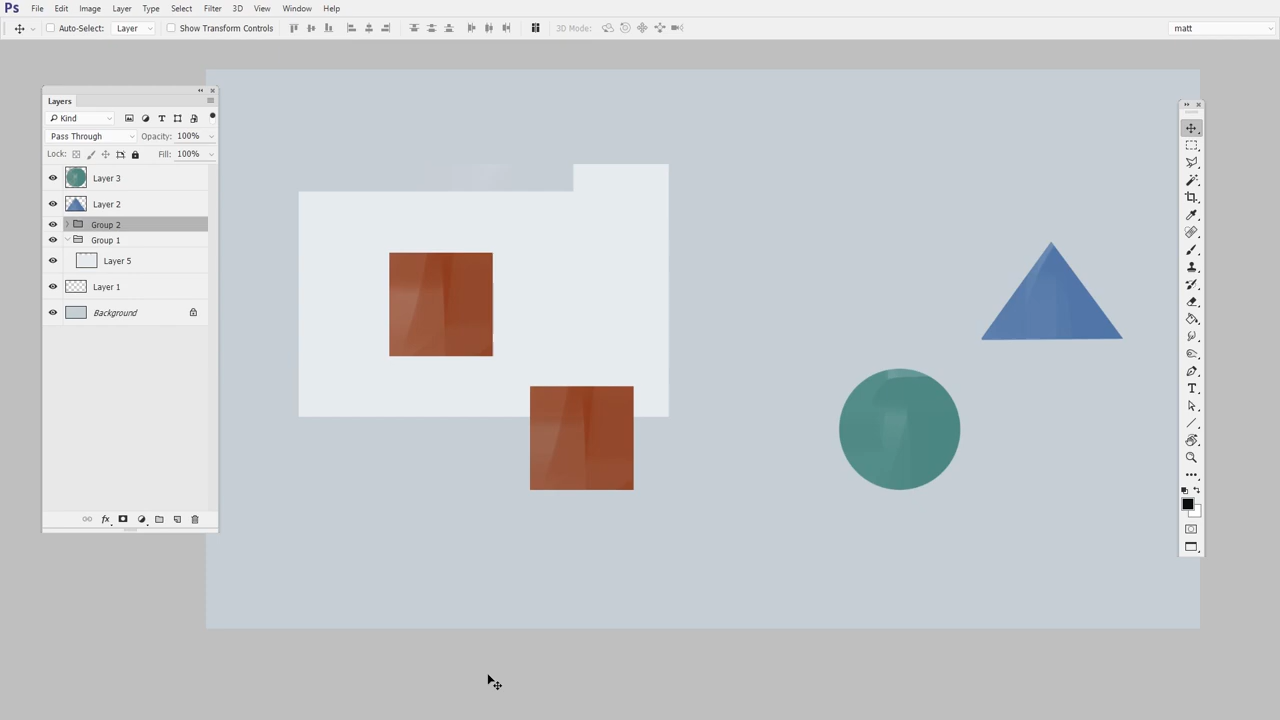 Ps File Edit Image Layer Type Select Filter 3D View Window Help
Auto-Select: Layer Show Transform Controls 3D Mode: matt
Layers
Kind
Pass Through Opacity: 100%
Lock: Fill: 100%
Layer 3
Layer 2
Group 2
Group 1
Layer 5
Layer 1
Background
fx